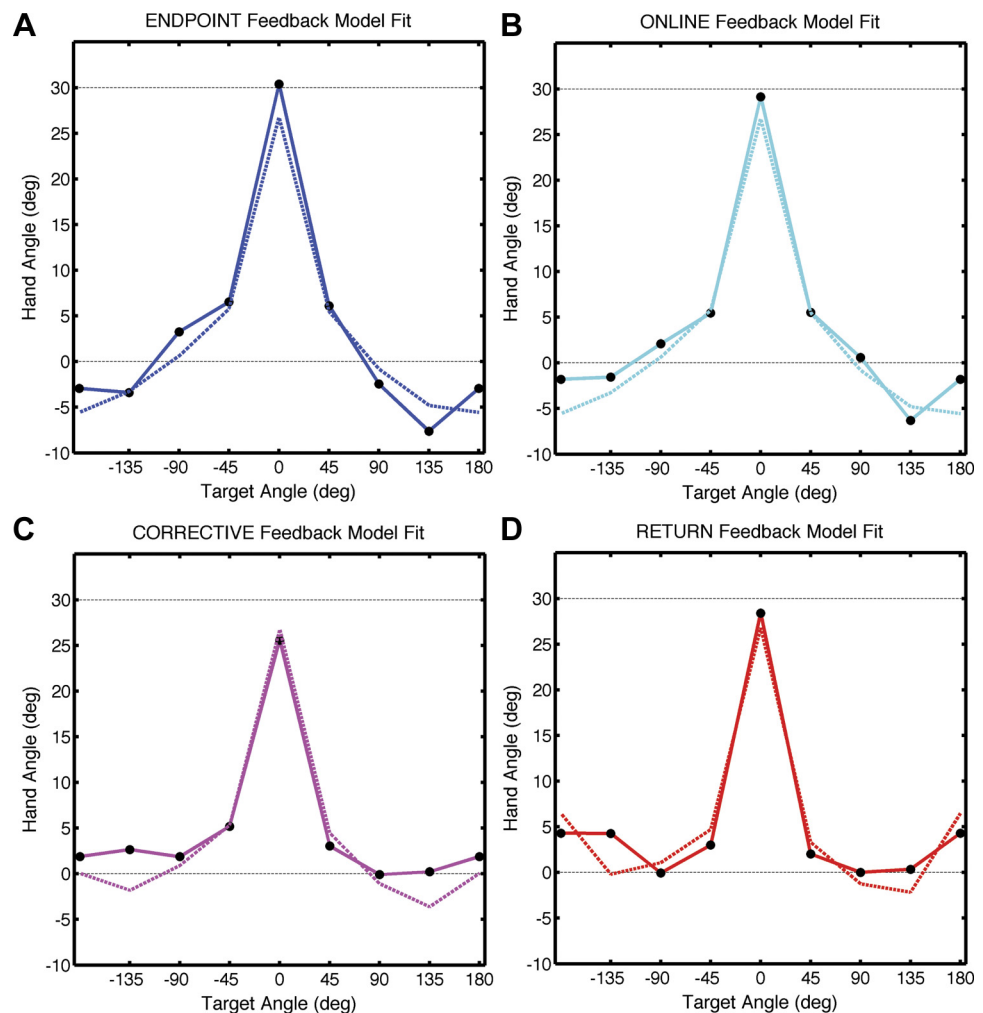 A
ENDPOINT Feedback Model Fit
Hand Angle (deg)
30
25
20
15
10
5
0
-5
-10
-135 -90 -45 0 45 90 135 180
Target Angle (deg)
B
ONLINE Feedback Model Fit
Hand Angle (deg)
30
25
20
15
10
5
0
-5
-10
-135 -90 -45 0 45 90 135 180
Target Angle (deg)
C
CORRECTIVE Feedback Model Fit
Hand Angle (deg)
30
25
20
15
10
5
0
-5
-10
-135 -90 -45 0 45 90 135 180
Target Angle (deg)
D
RETURN Feedback Model Fit
Hand Angle (deg)
30
25
20
15
10
5
0
-5
-10
-135 -90 -45 0 45 90 135 180
Target Angle (deg)